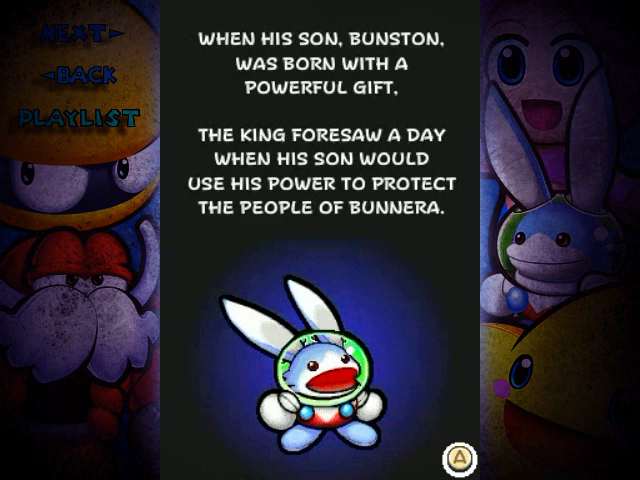 NEXT►
◄BACK
PLAYLIST
WHEN HIS SON, BUNSTON,
WAS BORN WITH A
POWERFUL GIFT,
THE KING FORESAW A DAY
WHEN HIS SON WOULD
USE HIS POWER TO PROTECT
THE PEOPLE OF BUNNERA.
A